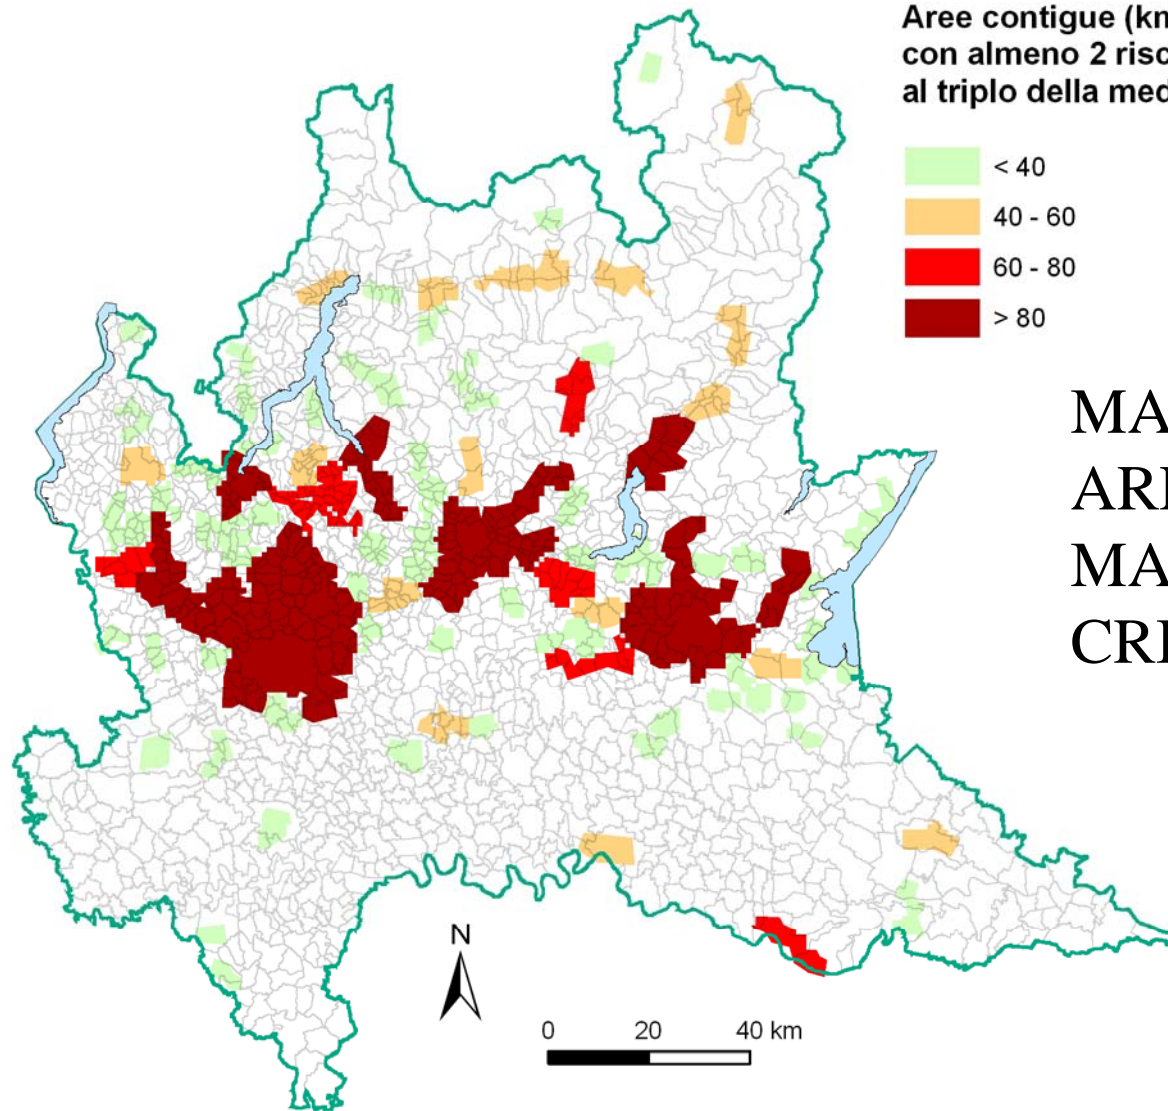 Aree contigue (km
con almeno 2 risc
al triplo della med
< 40
40 - 60
60 - 80
> 80
MA
ARE
MA
CRI
N
0 20 40 km